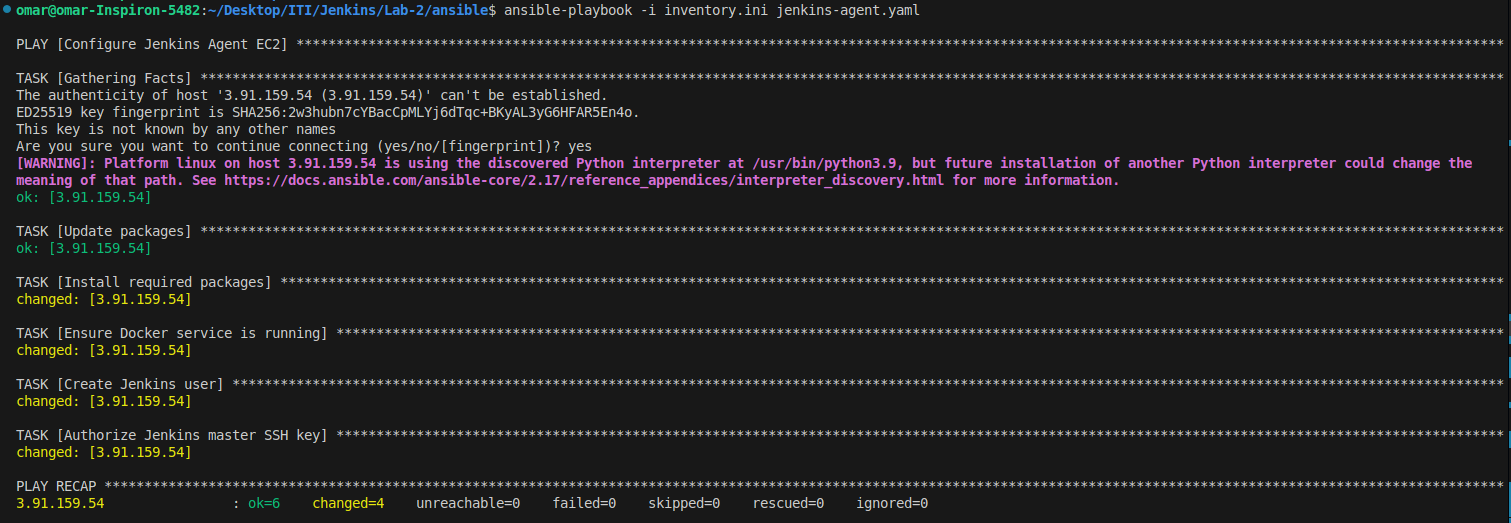 omar@omar-Inspiron-5482:~/Desktop/ITI/Jenkins/Lab-2/ansible$ ansible-playbook -i inventory.ini jenkins-agent.yaml
PLAY [Configure Jenkins Agent EC2] ******************************************************************************************************************************************************
TASK [Gathering Facts] ******************************************************************************************************************************************************************
The authenticity of host '3.91.159.54 (3.91.159.54)' can't be established.
ED25519 key fingerprint is SHA256:2w3hubn7cYBacCpMLYj6dTqc+BKyAL3yG6HFAR5En4o.
This key is not known by any other names
Are you sure you want to continue connecting (yes/no/[fingerprint])? yes
[WARNING]: Platform linux on host 3.91.159.54 is using the discovered Python interpreter at /usr/bin/python3.9, but future installation of another Python interpreter could change the
meaning of that path. See https://docs.ansible.com/ansible-core/2.17/reference_appendices/interpreter_discovery.html for more information.
ok: [3.91.159.54]
TASK [Update packages] ******************************************************************************************************************************************************************
ok: [3.91.159.54]
TASK [Install required packages] ********************************************************************************************************************************************************
changed: [3.91.159.54]
TASK [Ensure Docker service is running] *************************************************************************************************************************************************
changed: [3.91.159.54]
TASK [Create Jenkins user] **************************************************************************************************************************************************************
changed: [3.91.159.54]
TASK [Authorize Jenkins master SSH key] *************************************************************************************************************************************************
changed: [3.91.159.54]
PLAY RECAP ******************************************************************************************************************************************************************************
3.91.159.54                : ok=6    changed=4    unreachable=0    failed=0    skipped=0    rescued=0    ignored=0